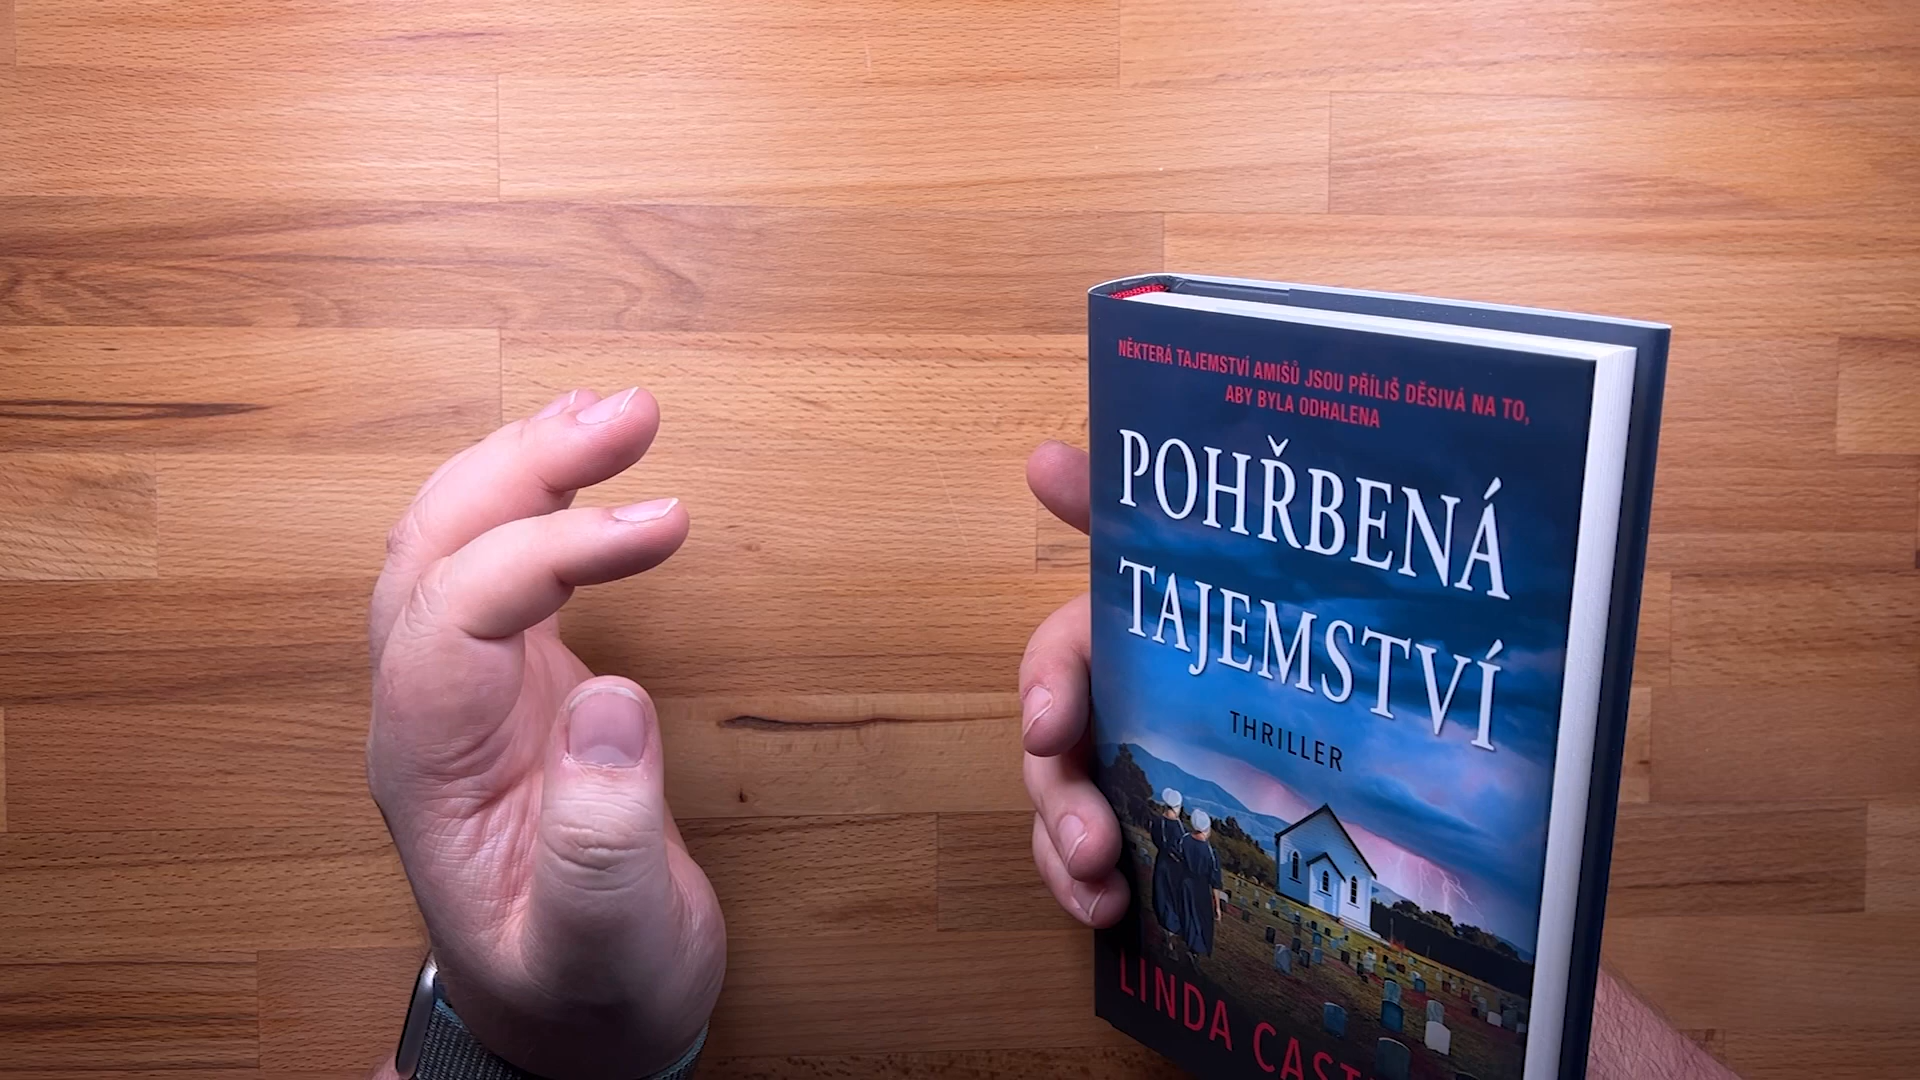 NĚKTERÁ TAJEMSTVÍ AMIŠŮ JSOU PŘÍLIŠ DĚSIVÁ NA TO,
ABY BYLA ODHALENA
POHŘBENÁ
TAJEMSTVÍ
THRILLER
LINDA